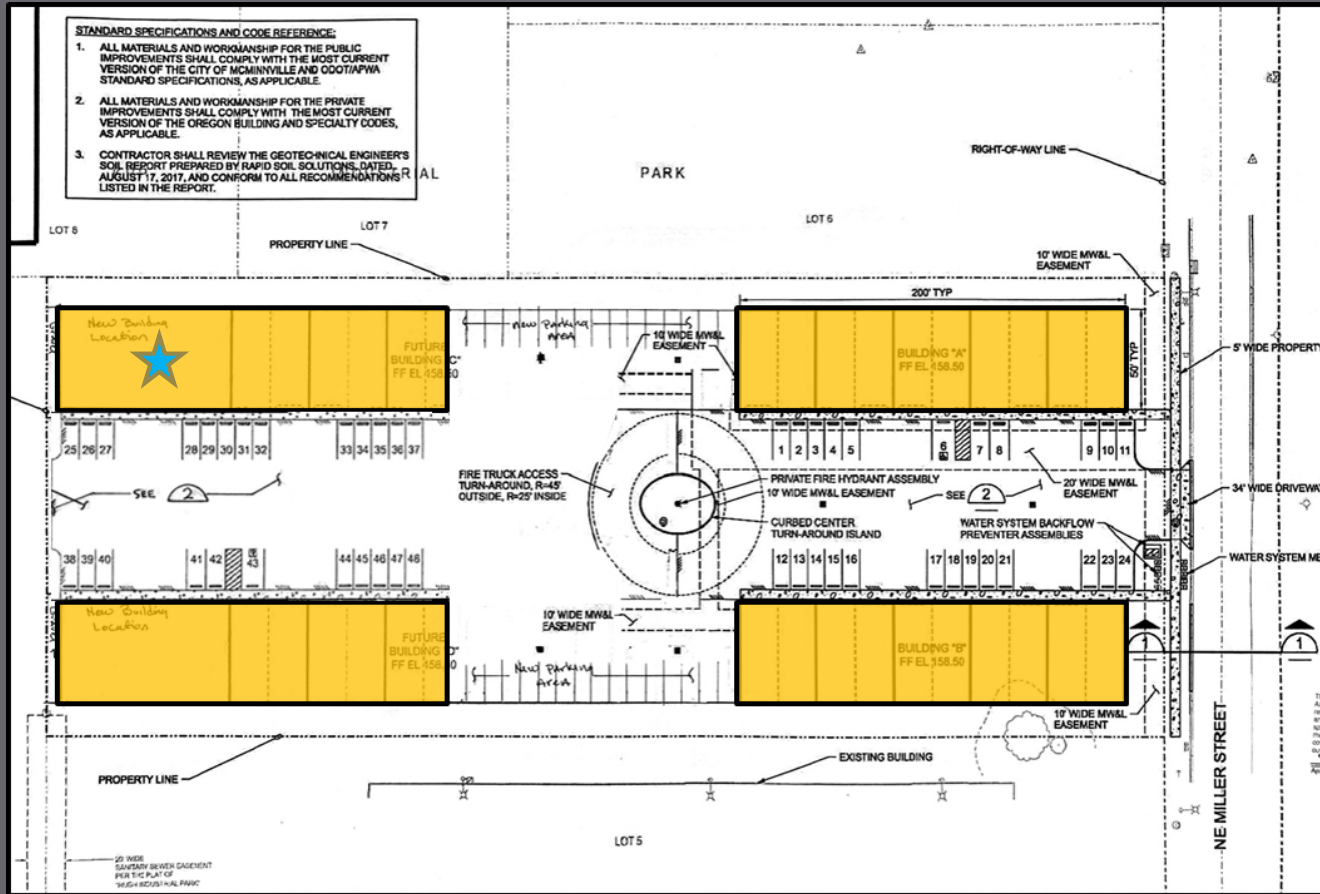 STANDARD SPECIFICATIONS AND CODE REFERENCE:
1. ALL MATERIALS AND WORKMANSHIP FOR THE PUBLIC
IMPROVEMENTS SHALL COMPLY WITH THE MOST CURRENT
VERSION OF THE CITY OF MCMINNVILLE AND ODOT/APWA
STANDARD SPECIFICATIONS, AS APPLICABLE.
2. ALL MATERIALS AND WORKMANSHIP FOR THE PRIVATE
IMPROVEMENTS SHALL COMPLY WITH THE MOST CURRENT
VERSION OF THE OREGON BUILDING AND SPECIALTY CODES,
AS APPLICABLE.
3. CONTRACTOR SHALL REVIEW THE GEOTECHNICAL ENGINEER'S
SOIL REPORT PREPARED BY RAPID SOIL SOLUTIONS, DATED
AUGUST 17, 2017, AND CONFORM TO ALL RECOMMENDATIONS
LISTED IN THE REPORT.
PARK
RIGHT-OF-WAY LINE
LOT 8
LOT 7
LOT 6
PROPERTY LINE
10' WIDE MW&L
EASEMENT
200' TYP
New Building
Location
new Parking
Area
10' WIDE MW&L
EASEMENT
FUTURE
BUILDING "C"
FF EL 458.50
BUILDING "A"
FF EL 158.50
50' TYP
5' WIDE PROPERTY
25 26 27
28 29 30 31 32
33 34 35 36 37
1 2 3 4 5
6 7 8
9 10 11
SEE 2
FIRE TRUCK ACCESS
TURN-AROUND, R=45'
OUTSIDE, R=25' INSIDE
PRIVATE FIRE HYDRANT ASSEMBLY
10' WIDE MW&L EASEMENT
SEE 2
20' WIDE MW&L
EASEMENT
34' WIDE DRIVEWAY
CURBED CENTER
TURN-AROUND ISLAND
WATER SYSTEM BACKFLOW
PREVENTER ASSEMBLIES
WATER SYSTEM ME
38 39 40
41 42 43
44 45 46 47 48
12 13 14 15 16
17 18 19 20 21
22 23 24
New Building
Location
10' WIDE MW&L
EASEMENT
FUTURE
BUILDING "D"
FF EL 458.50
New Parking
Area
BUILDING "B"
FF EL 158.50
1
1
10' WIDE MW&L
EASEMENT
NE MILLER STREET
PROPERTY LINE
EXISTING BUILDING
LOT 5
20' WIDE
SANITARY SEWER EASEMENT
PER THE PLAT OF